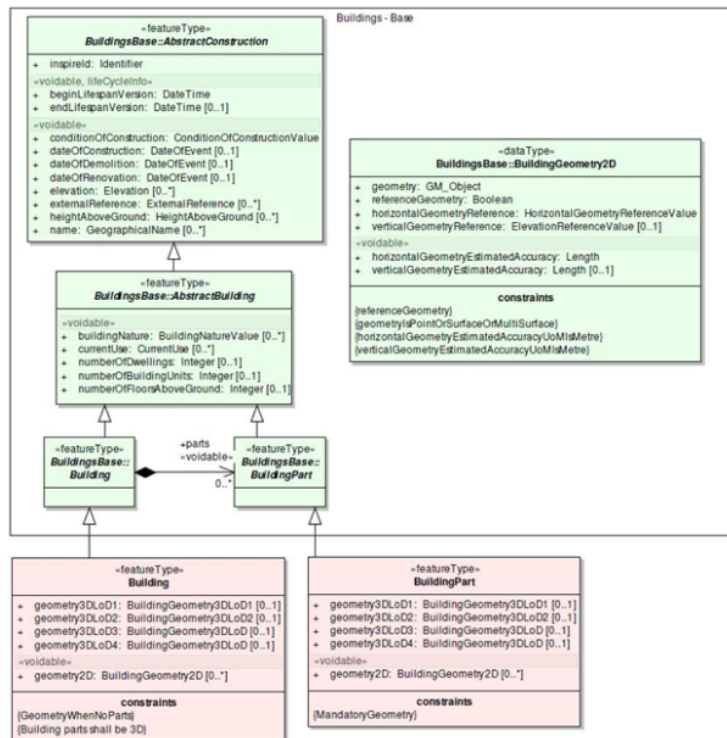 Buildings - Base
«featureType»
BuildingsBase::AbstractConstruction
+ inspireId: Identifier
«voidable, lifeCycleInfo»
+ beginLifespanVersion: DateTime
+ endLifespanVersion: DateTime [0..1]
«voidable»
+ conditionOfConstruction: ConditionOfConstructionValue
+ dateOfConstruction: DateOfEvent [0..1]
+ dateOfDemolition: DateOfEvent [0..1]
+ dateOfRenovation: DateOfEvent [0..1]
+ elevation: Elevation [0..*]
+ externalReference: ExternalReference [0..*]
+ heightAboveGround: HeightAboveGround [0..*]
+ name: GeographicalName [0..*]
«dataType»
BuildingsBase::BuildingGeometry2D
+ geometry: GM_Object
+ referenceGeometry: Boolean
+ horizontalGeometryReference: HorizontalGeometryReferenceValue
+ verticalGeometryReference: ElevationReferenceValue [0..1]
«voidable»
+ horizontalGeometryEstimatedAccuracy: Length
+ verticalGeometryEstimatedAccuracy: Length [0..1]
constraints
{referenceGeometry}
{geometryIsPointOrSurfaceOrMultiSurface}
{horizontalGeometryEstimatedAccuracyUoMIsMetre}
{verticalGeometryEstimatedAccuracyUoMIsMetre}
«featureType»
BuildingsBase::AbstractBuilding
«voidable»
+ buildingNature: BuildingNatureValue [0..*]
+ currentUse: CurrentUse [0..*]
+ numberOfDwellings: Integer [0..1]
+ numberOfBuildingUnits: Integer [0..1]
+ numberOfFloorsAboveGround: Integer [0..1]
«featureType»
BuildingsBase::
Building
+parts
«voidable»
0..*
«featureType»
BuildingsBase::
BuildingPart
«featureType»
Building
+ geometry3DLoD1: BuildingGeometry3DLoD1 [0..1]
+ geometry3DLoD2: BuildingGeometry3DLoD2 [0..1]
+ geometry3DLoD3: BuildingGeometry3DLoD [0..1]
+ geometry3DLoD4: BuildingGeometry3DLoD [0..1]
«voidable»
+ geometry2D: BuildingGeometry2D [0..*]
constraints
{GeometryWhenNoParts}
{Building parts shall be 3D}
«featureType»
BuildingPart
+ geometry3DLoD1: BuildingGeometry3DLoD1 [0..1]
+ geometry3DLoD2: BuildingGeometry3DLoD2 [0..1]
+ geometry3DLoD3: BuildingGeometry3DLoD [0..1]
+ geometry3DLoD4: BuildingGeometry3DLoD [0..1]
«voidable»
+ geometry2D: BuildingGeometry2D [0..*]
constraints
{MandatoryGeometry}